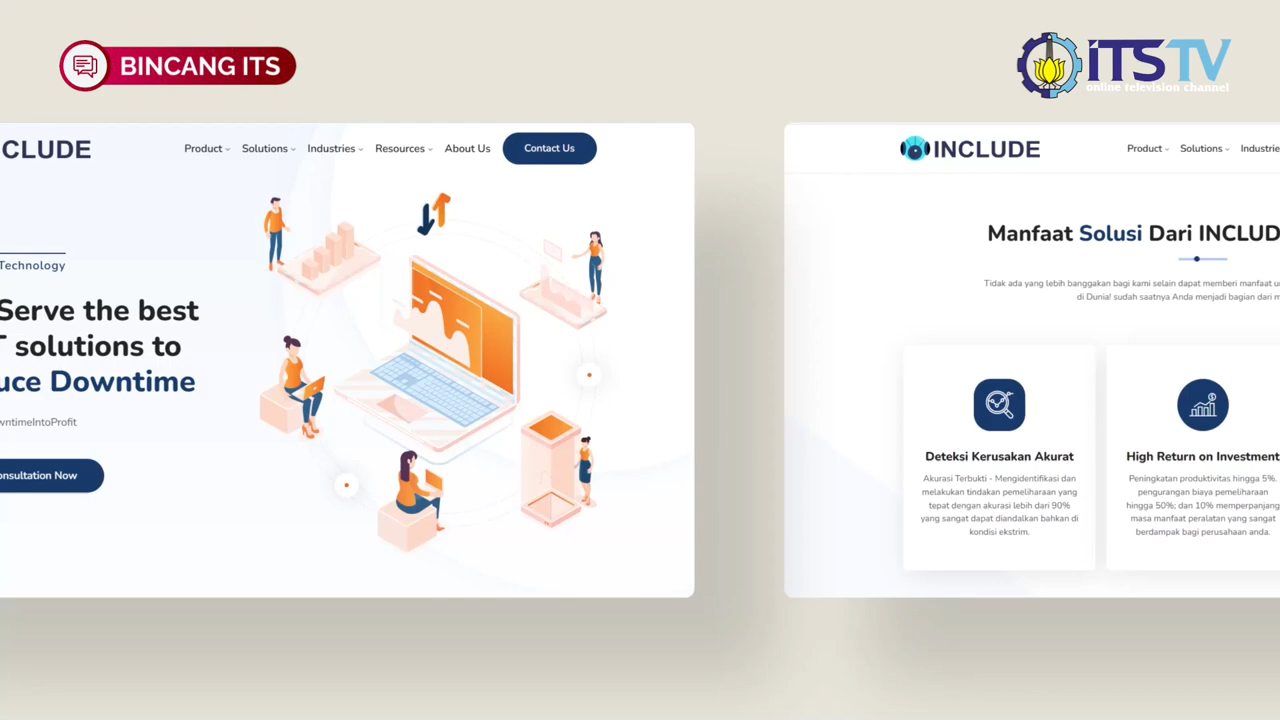 BINCANG ITS
iTSTV
online television channel
CLUDE
Product
Solutions
Industries
Resources
About Us
Contact Us
Technology
Serve the best
T solutions to
uce Downtime
wntimeIntoProfit
onsultation Now
INCLUDE
Product
Solutions
Industrie
Manfaat Solusi Dari INCLUD
Tidak ada yang lebih banggakan bagi kami selain dapat memberi manfaat u
di Dunia! sudah saatnya Anda menjadi bagian dari m
Deteksi Kerusakan Akurat
Akurasi Terbukti - Mengidentifikasi dan
melakukan tindakan pemeliharaan yang
tepat dengan akurasi lebih dari 90%
yang sangat dapat diandalkan bahkan di
kondisi ekstrim.
High Return on Investment
Peningkatan produktivitas hingga 5%.
pengurangan biaya pemeliharaan
hingga 50%; dan 10% memperpanjang
masa manfaat peralatan yang sangat
berdampak bagi perusahaan anda.